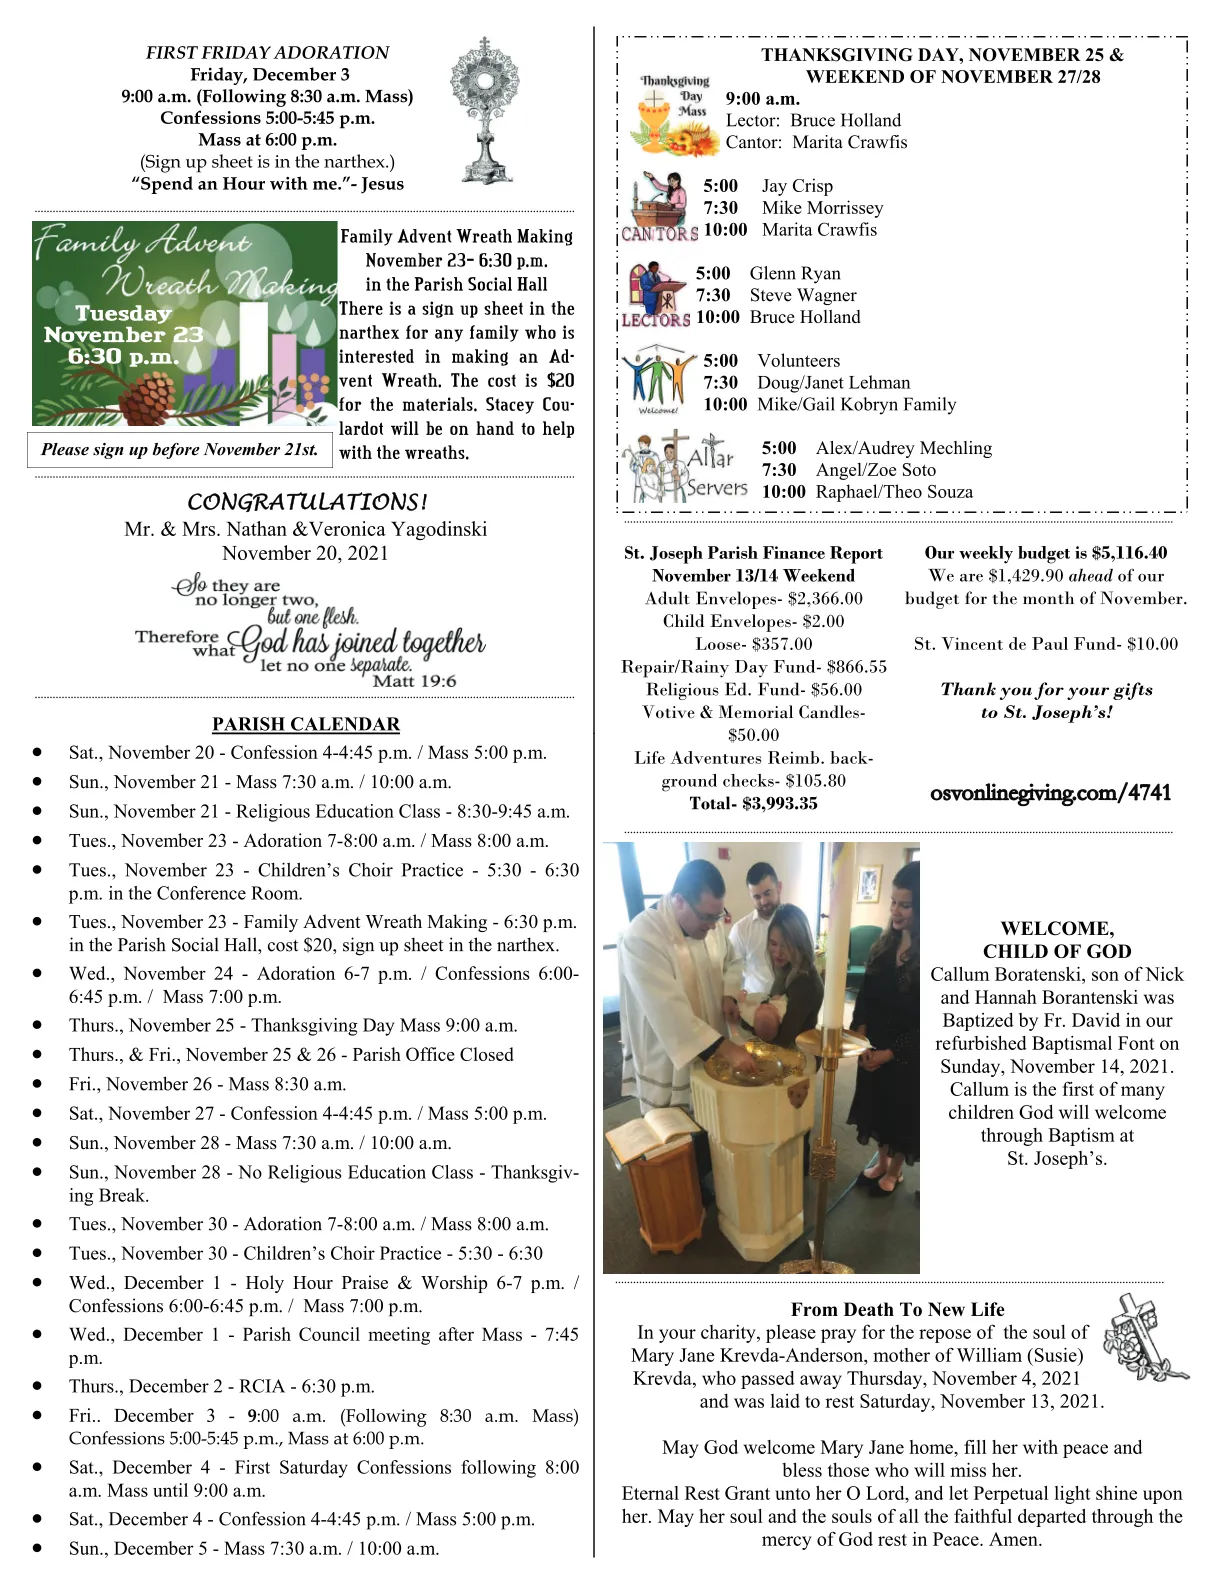 FIRST FRIDAY ADORATION
Friday, December 3
9:00 a.m. (Following 8:30 a.m. Mass)
Confessions 5:00-5:45 p.m.
Mass at 6:00 p.m.
(Sign up sheet is in the narthex.)
“Spend an Hour with me.”- Jesus
Family Advent
Wreath Making
Tuesday
November 23
6:30 p.m.
Please sign up before November 21st.
Family Advent Wreath Making
November 23- 6:30 p.m.
in the Parish Social Hall
There is a sign up sheet in the
narthex for any family who is
interested in making an Ad-
vent Wreath. The cost is $20
for the materials. Stacey Cou-
lardot will be on hand to help
with the wreaths.
CONGRATULATIONS!
Mr. & Mrs. Nathan &Veronica Yagodinski
November 20, 2021
So they are
no longer two,
but one flesh.
Therefore what God has joined together
let no one separate.
Matt 19:6
PARISH CALENDAR
• Sat., November 20 - Confession 4-4:45 p.m. / Mass 5:00 p.m.
• Sun., November 21 - Mass 7:30 a.m. / 10:00 a.m.
• Sun., November 21 - Religious Education Class - 8:30-9:45 a.m.
• Tues., November 23 - Adoration 7-8:00 a.m. / Mass 8:00 a.m.
• Tues., November 23 - Children’s Choir Practice - 5:30 - 6:30
p.m. in the Conference Room.
• Tues., November 23 - Family Advent Wreath Making - 6:30 p.m.
in the Parish Social Hall, cost $20, sign up sheet in the narthex.
• Wed., November 24 - Adoration 6-7 p.m. / Confessions 6:00-
6:45 p.m. / Mass 7:00 p.m.
• Thurs., November 25 - Thanksgiving Day Mass 9:00 a.m.
• Thurs., & Fri., November 25 & 26 - Parish Office Closed
• Fri., November 26 - Mass 8:30 a.m.
• Sat., November 27 - Confession 4-4:45 p.m. / Mass 5:00 p.m.
• Sun., November 28 - Mass 7:30 a.m. / 10:00 a.m.
• Sun., November 28 - No Religious Education Class - Thanksgiv-
ing Break.
• Tues., November 30 - Adoration 7-8:00 a.m. / Mass 8:00 a.m.
• Tues., November 30 - Children’s Choir Practice - 5:30 - 6:30
• Wed., December 1 - Holy Hour Praise & Worship 6-7 p.m. /
Confessions 6:00-6:45 p.m. / Mass 7:00 p.m.
• Wed., December 1 - Parish Council meeting after Mass - 7:45
p.m.
• Thurs., December 2 - RCIA - 6:30 p.m.
• Fri.. December 3 - 9:00 a.m. (Following 8:30 a.m. Mass)
Confessions 5:00-5:45 p.m., Mass at 6:00 p.m.
• Sat., December 4 - First Saturday Confessions following 8:00
a.m. Mass until 9:00 a.m.
• Sat., December 4 - Confession 4-4:45 p.m. / Mass 5:00 p.m.
• Sun., December 5 - Mass 7:30 a.m. / 10:00 a.m.
THANKSGIVING DAY, NOVEMBER 25 &
WEEKEND OF NOVEMBER 27/28
Thanksgiving
Day
Mass
9:00 a.m.
Lector: Bruce Holland
Cantor: Marita Crawfis
CANTORS
5:00 Jay Crisp
7:30 Mike Morrissey
10:00 Marita Crawfis
LECTORS
5:00 Glenn Ryan
7:30 Steve Wagner
10:00 Bruce Holland
Welcome!
5:00 Volunteers
7:30 Doug/Janet Lehman
10:00 Mike/Gail Kobryn Family
Altar
Servers
5:00 Alex/Audrey Mechling
7:30 Angel/Zoe Soto
10:00 Raphael/Theo Souza
St. Joseph Parish Finance Report
November 13/14 Weekend
Adult Envelopes- $2,366.00
Child Envelopes- $2.00
Loose- $357.00
Repair/Rainy Day Fund- $866.55
Religious Ed. Fund- $56.00
Votive & Memorial Candles-
$50.00
Life Adventures Reimb. back-
ground checks- $105.80
Total- $3,993.35
Our weekly budget is $5,116.40
We are $1,429.90 ahead of our
budget for the month of November.
St. Vincent de Paul Fund- $10.00
Thank you for your gifts
to St. Joseph’s!
osvonlinegiving.com/4741
WELCOME,
CHILD OF GOD
Callum Boratenski, son of Nick
and Hannah Borantenski was
Baptized by Fr. David in our
refurbished Baptismal Font on
Sunday, November 14, 2021.
Callum is the first of many
children God will welcome
through Baptism at
St. Joseph’s.
From Death To New Life
In your charity, please pray for the repose of the soul of
Mary Jane Krevda-Anderson, mother of William (Susie)
Krevda, who passed away Thursday, November 4, 2021
and was laid to rest Saturday, November 13, 2021.
May God welcome Mary Jane home, fill her with peace and
bless those who will miss her.
Eternal Rest Grant unto her O Lord, and let Perpetual light shine upon
her. May her soul and the souls of all the faithful departed through the
mercy of God rest in Peace. Amen.